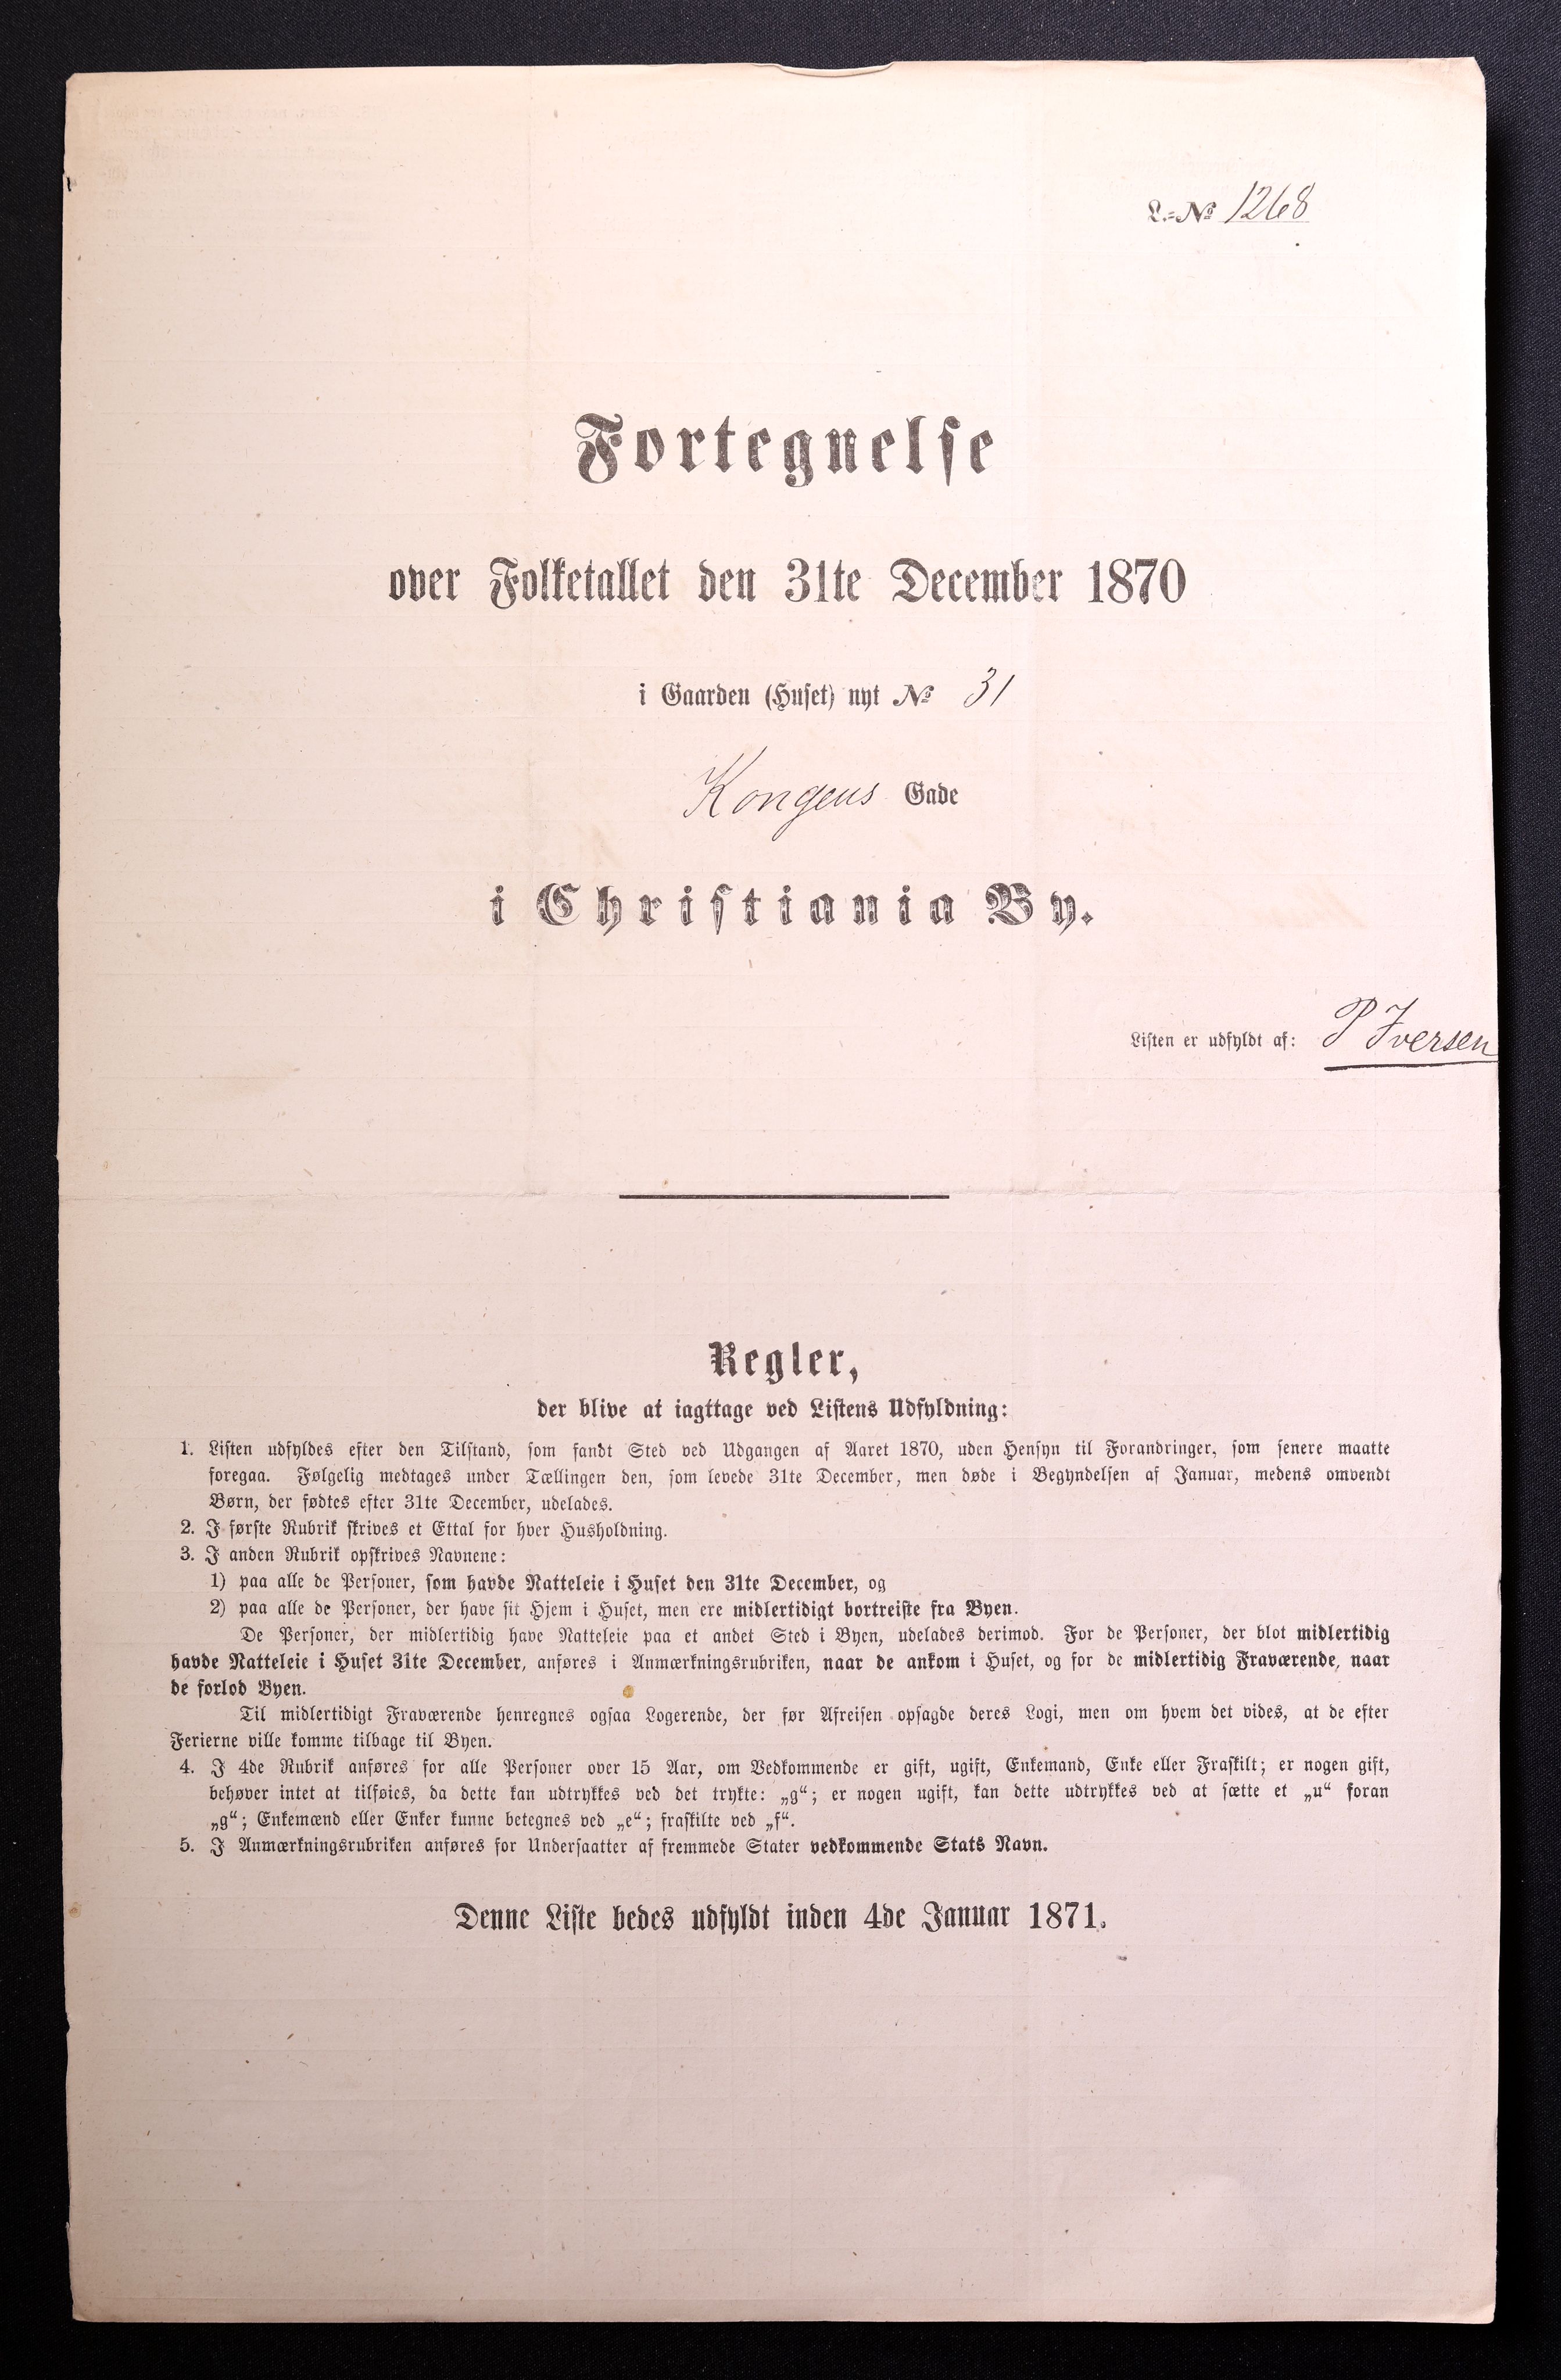 L.-№ 1268
Fortegnelse
over Folketallet den 31te December 1870
i Gaarden (Huset) nyt № 31
Kongens Gade
i Christiania By.
Listen er udfyldt af: P Iversen
Regler,
der blive at iagttage ved Listens Udfyldning:
1. Listen udfyldes efter den Tilstand, som fandt Sted ved Udgangen af Aaret 1870, uden Hensyn til Forandringer, som senere maatte
foregaa. Følgelig medtages under Tællingen den, som levede 31te December, men døde i Begyndelsen af Januar, medens omvendt
Børn, der fødtes efter 31te December, udelades.
2. I første Rubrik skrives et Ettal for hver Husholdning.
3. I anden Rubrik opskrives Navnene:
1) paa alle de Personer, som havde Natteleie i Huset den 31te December, og
2) paa alle de Personer, der have sit Hjem i Huset, men ere midlertidigt bortreiste fra Byen.
De Personer, der midlertidig have Natteleie paa et andet Sted i Byen, udelades derimod. For de Personer, der blot midlertidig
havde Natteleie i Huset 31te December, anføres i Anmærkningsrubriken, naar de ankom i Huset, og for de midlertidig Fraværende, naar
de forlod Byen.
Til midlertidigt Fraværende henregnes ogsaa Logerende, der før Afreisen opsagde deres Logi, men om hvem det vides, at de efter
Ferierne ville komme tilbage til Byen.
4. I 4de Rubrik anføres for alle Personer over 15 Aar, om Vedkommende er gift, ugift, Enkemand, Enke eller Fraskilt; er nogen gift,
behøver intet at tilføies, da dette kan udtrykkes ved det trykte: „g“; er nogen ugift, kan dette udtrykkes ved at sætte et „u“ foran
„g“; Enkemænd eller Enker kunne betegnes ved „e“; fraskilte ved „f“.
5. I Anmærkningsrubriken anføres for Undersaatter af fremmede Stater vedkommende Stats Navn.
Denne Liste bedes udfyldt inden 4de Januar 1871.